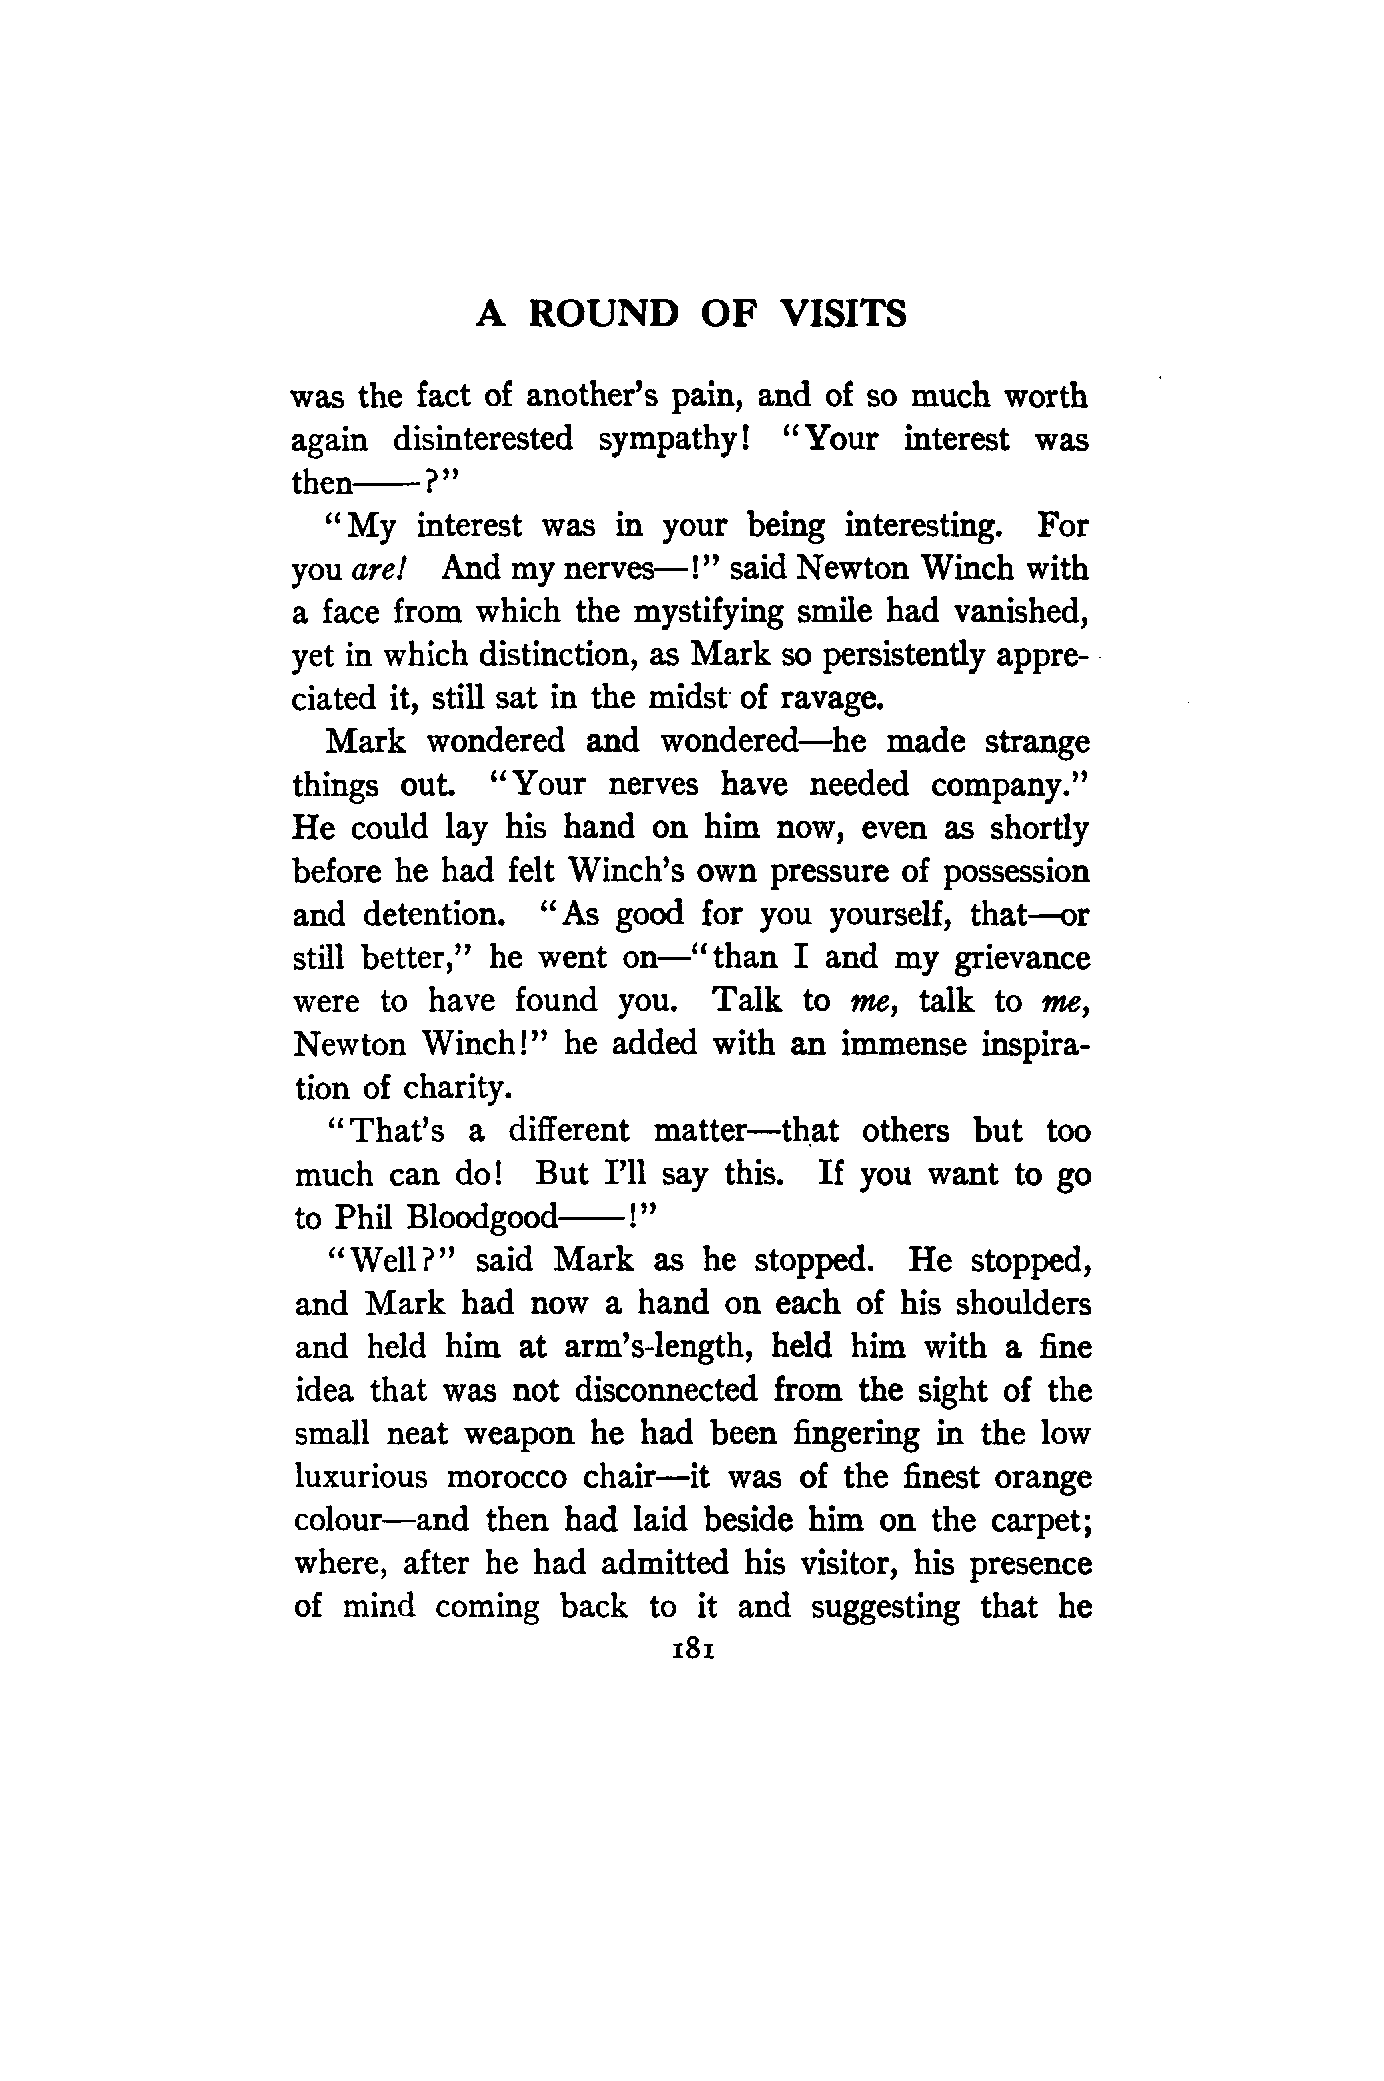 A ROUND OF VISITS
was the fact of another's pain, and of so much worth
again disinterested sympathy! "Your interest was
then——?"
"My interest was in your being interesting. For
you are! And my nerves—!" said Newton Winch with
a face from which the mystifying smile had vanished,
yet in which distinction, as Mark so persistently appre-
ciated it, still sat in the midst of ravage.
Mark wondered and wondered—he made strange
things out. "Your nerves have needed company."
He could lay his hand on him now, even as shortly
before he had felt Winch's own pressure of possession
and detention. "As good for you yourself, that—or
still better," he went on—"than I and my grievance
were to have found you. Talk to me, talk to me,
Newton Winch!" he added with an immense inspira-
tion of charity.
"That's a different matter—that others but too
much can do! But I'll say this. If you want to go
to Phil Bloodgood——!"
"Well?" said Mark as he stopped. He stopped,
and Mark had now a hand on each of his shoulders
and held him at arm's-length, held him with a fine
idea that was not disconnected from the sight of the
small neat weapon he had been fingering in the low
luxurious morocco chair—it was of the finest orange
colour—and then had laid beside him on the carpet;
where, after he had admitted his visitor, his presence
of mind coming back to it and suggesting that he
181